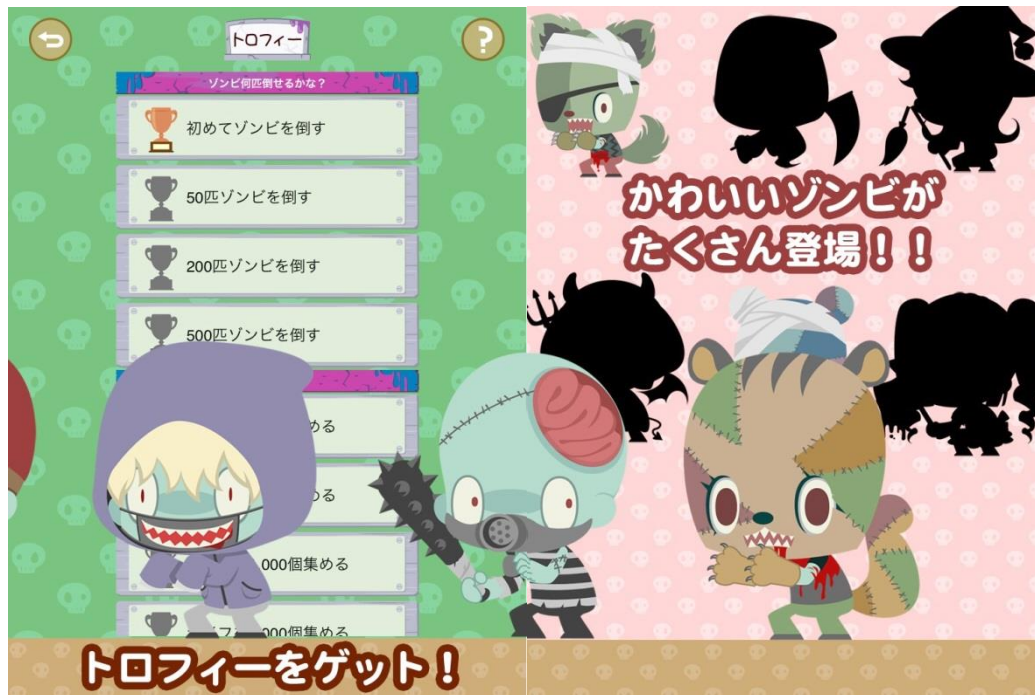 トロフィー
?
ゾンビ何匹倒せるかな？
初めてゾンビを倒す
50匹ゾンビを倒す
200匹ゾンビを倒す
500匹ゾンビを倒す
める
める
000個集める
000個集める
トロフィーをゲット！
かわいいゾンビが
たくさん登場！！